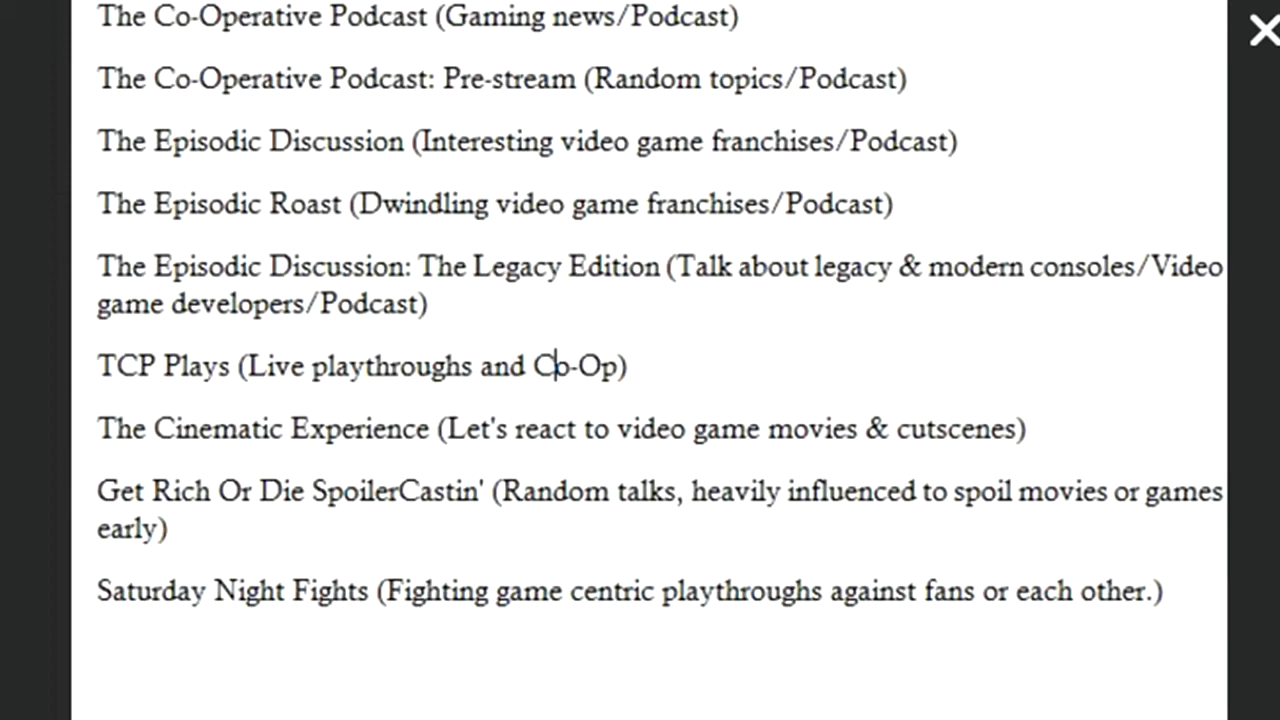 The Co-Operative Podcast (Gaming news/Podcast)
The Co-Operative Podcast: Pre-stream (Random topics/Podcast)
The Episodic Discussion (Interesting video game franchises/Podcast)
The Episodic Roast (Dwindling video game franchises/Podcast)
The Episodic Discussion: The Legacy Edition (Talk about legacy & modern consoles/Video
game developers/Podcast)
TCP Plays (Live playthroughs and Co-Op)
The Cinematic Experience (Let's react to video game movies & cutscenes)
Get Rich Or Die SpoilerCastin' (Random talks, heavily influenced to spoil movies or games
early)
Saturday Night Fights (Fighting game centric playthroughs against fans or each other.)